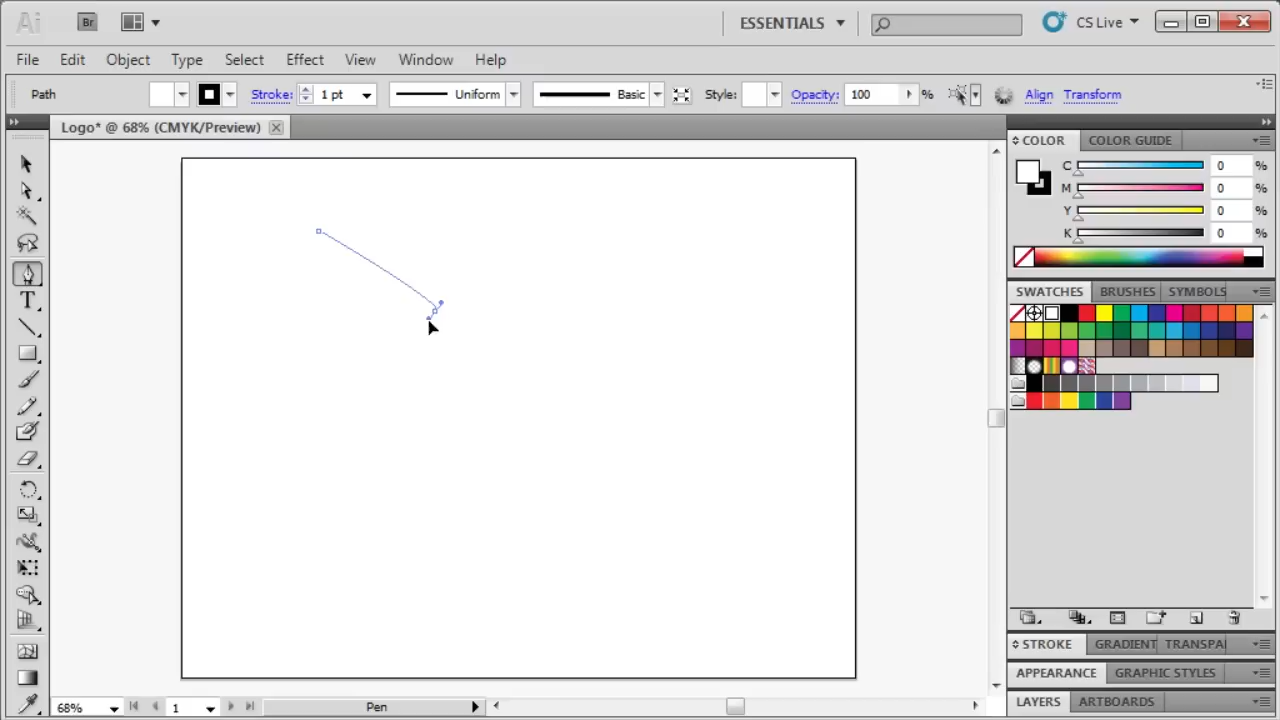 Ai Br ESSENTIALS CS Live
File Edit Object Type Select Effect View Window Help
Path Stroke: 1 pt Uniform Basic Style: Opacity: 100 % Align Transform
Logo* @ 68% (CMYK/Preview)
COLOR COLOR GUIDE
C 0 %
M 0 %
Y 0 %
K 0 %
SWATCHES BRUSHES SYMBOLS
T
STROKE GRADIENT TRANSPA
APPEARANCE GRAPHIC STYLES
LAYERS ARTBOARDS
68% 1 Pen